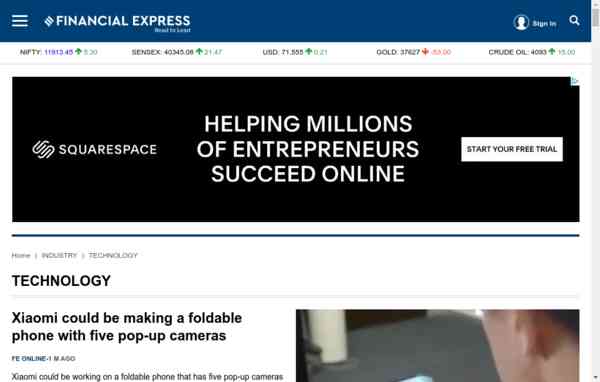 FINANCIAL EXPRESS
Read to Lead
Sign In
NIFTY: 11913.45 5.30 SENSEX: 40345.08 21.47 USD: 71.555 0.21 GOLD: 37627 -53.00 CRUDE OIL: 4093 15.00
SQUARESPACE
HELPING MILLIONS
OF ENTREPRENEURS
SUCCEED ONLINE
START YOUR FREE TRIAL
Home | INDUSTRY | TECHNOLOGY
TECHNOLOGY
Xiaomi could be making a foldable
phone with five pop-up cameras
FE ONLINE-1 M AGO
Xiaomi could be working on a foldable phone that has five pop-up cameras